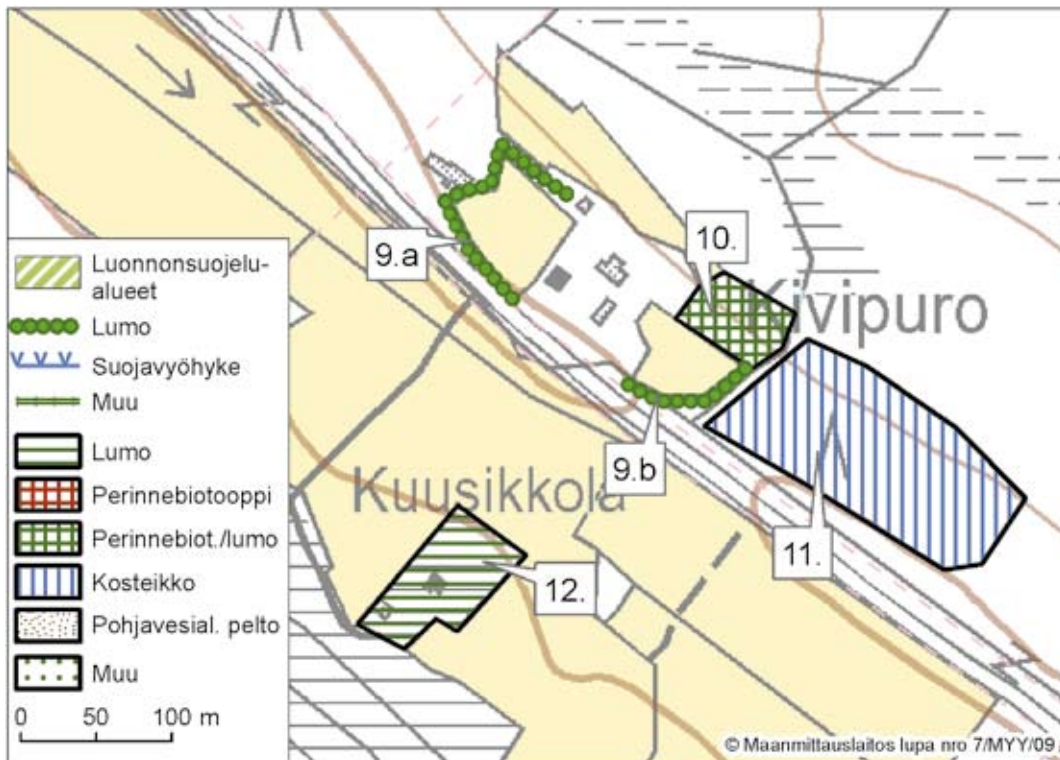 9.a
10.
Kivipuro
9.b
Kuusikkola
11.
12.
Luonnonsuojelu-
alueet
Lumo
Suojavyöhyke
Muu
Lumo
Perinnebiotooppi
Perinnebiot./lumo
Kosteikko
Pohjavesial. pelto
Muu
0 50 100 m
© Maanmittauslaitos lupa nro 7/MYY/09